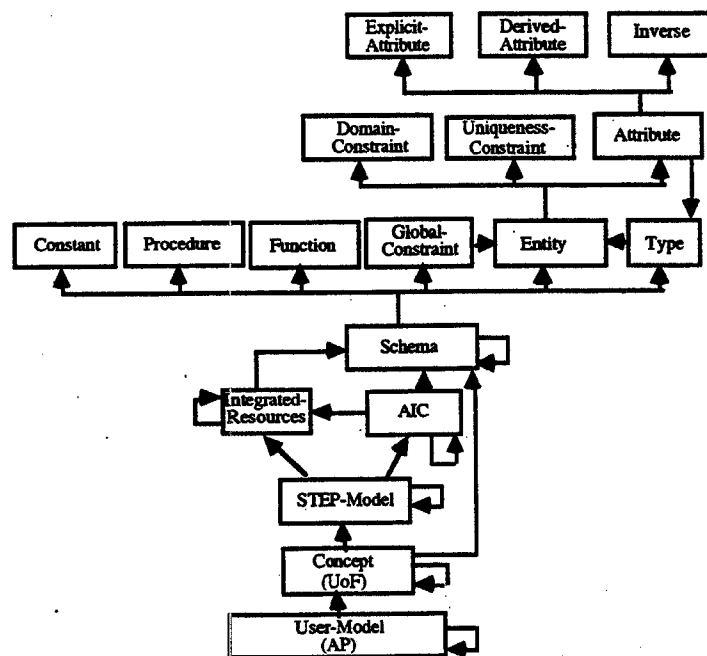 Explicit-
Attribute
Derived-
Attribute
Inverse
Domain-
Constraint
Uniqueness-
Constraint
Attribute
Constant
Procedure
Function
Global-
Constraint
Entity
Type
Schema
Integrated-
Resources
AIC
STEP-Model
Concept
(UoF)
User-Model
(AP)